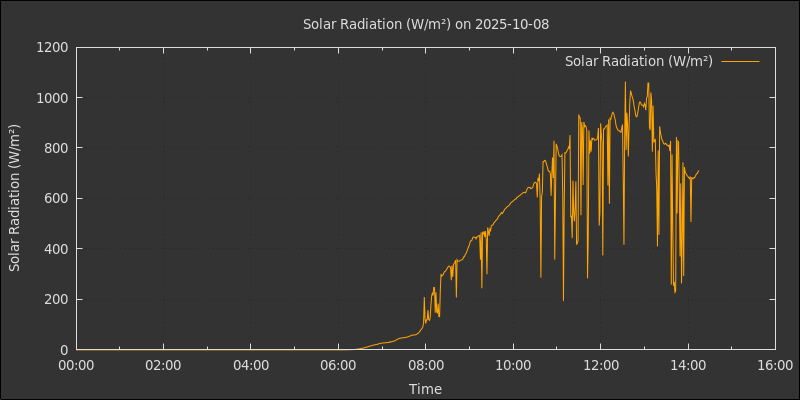 Solar Radiation (W/m²) on 2025-10-08
Solar Radiation (W/m²)
Solar Radiation (W/m²)
1200
1000
800
600
400
200
0
00:00 02:00 04:00 06:00 08:00 10:00 12:00 14:00 16:00
Time